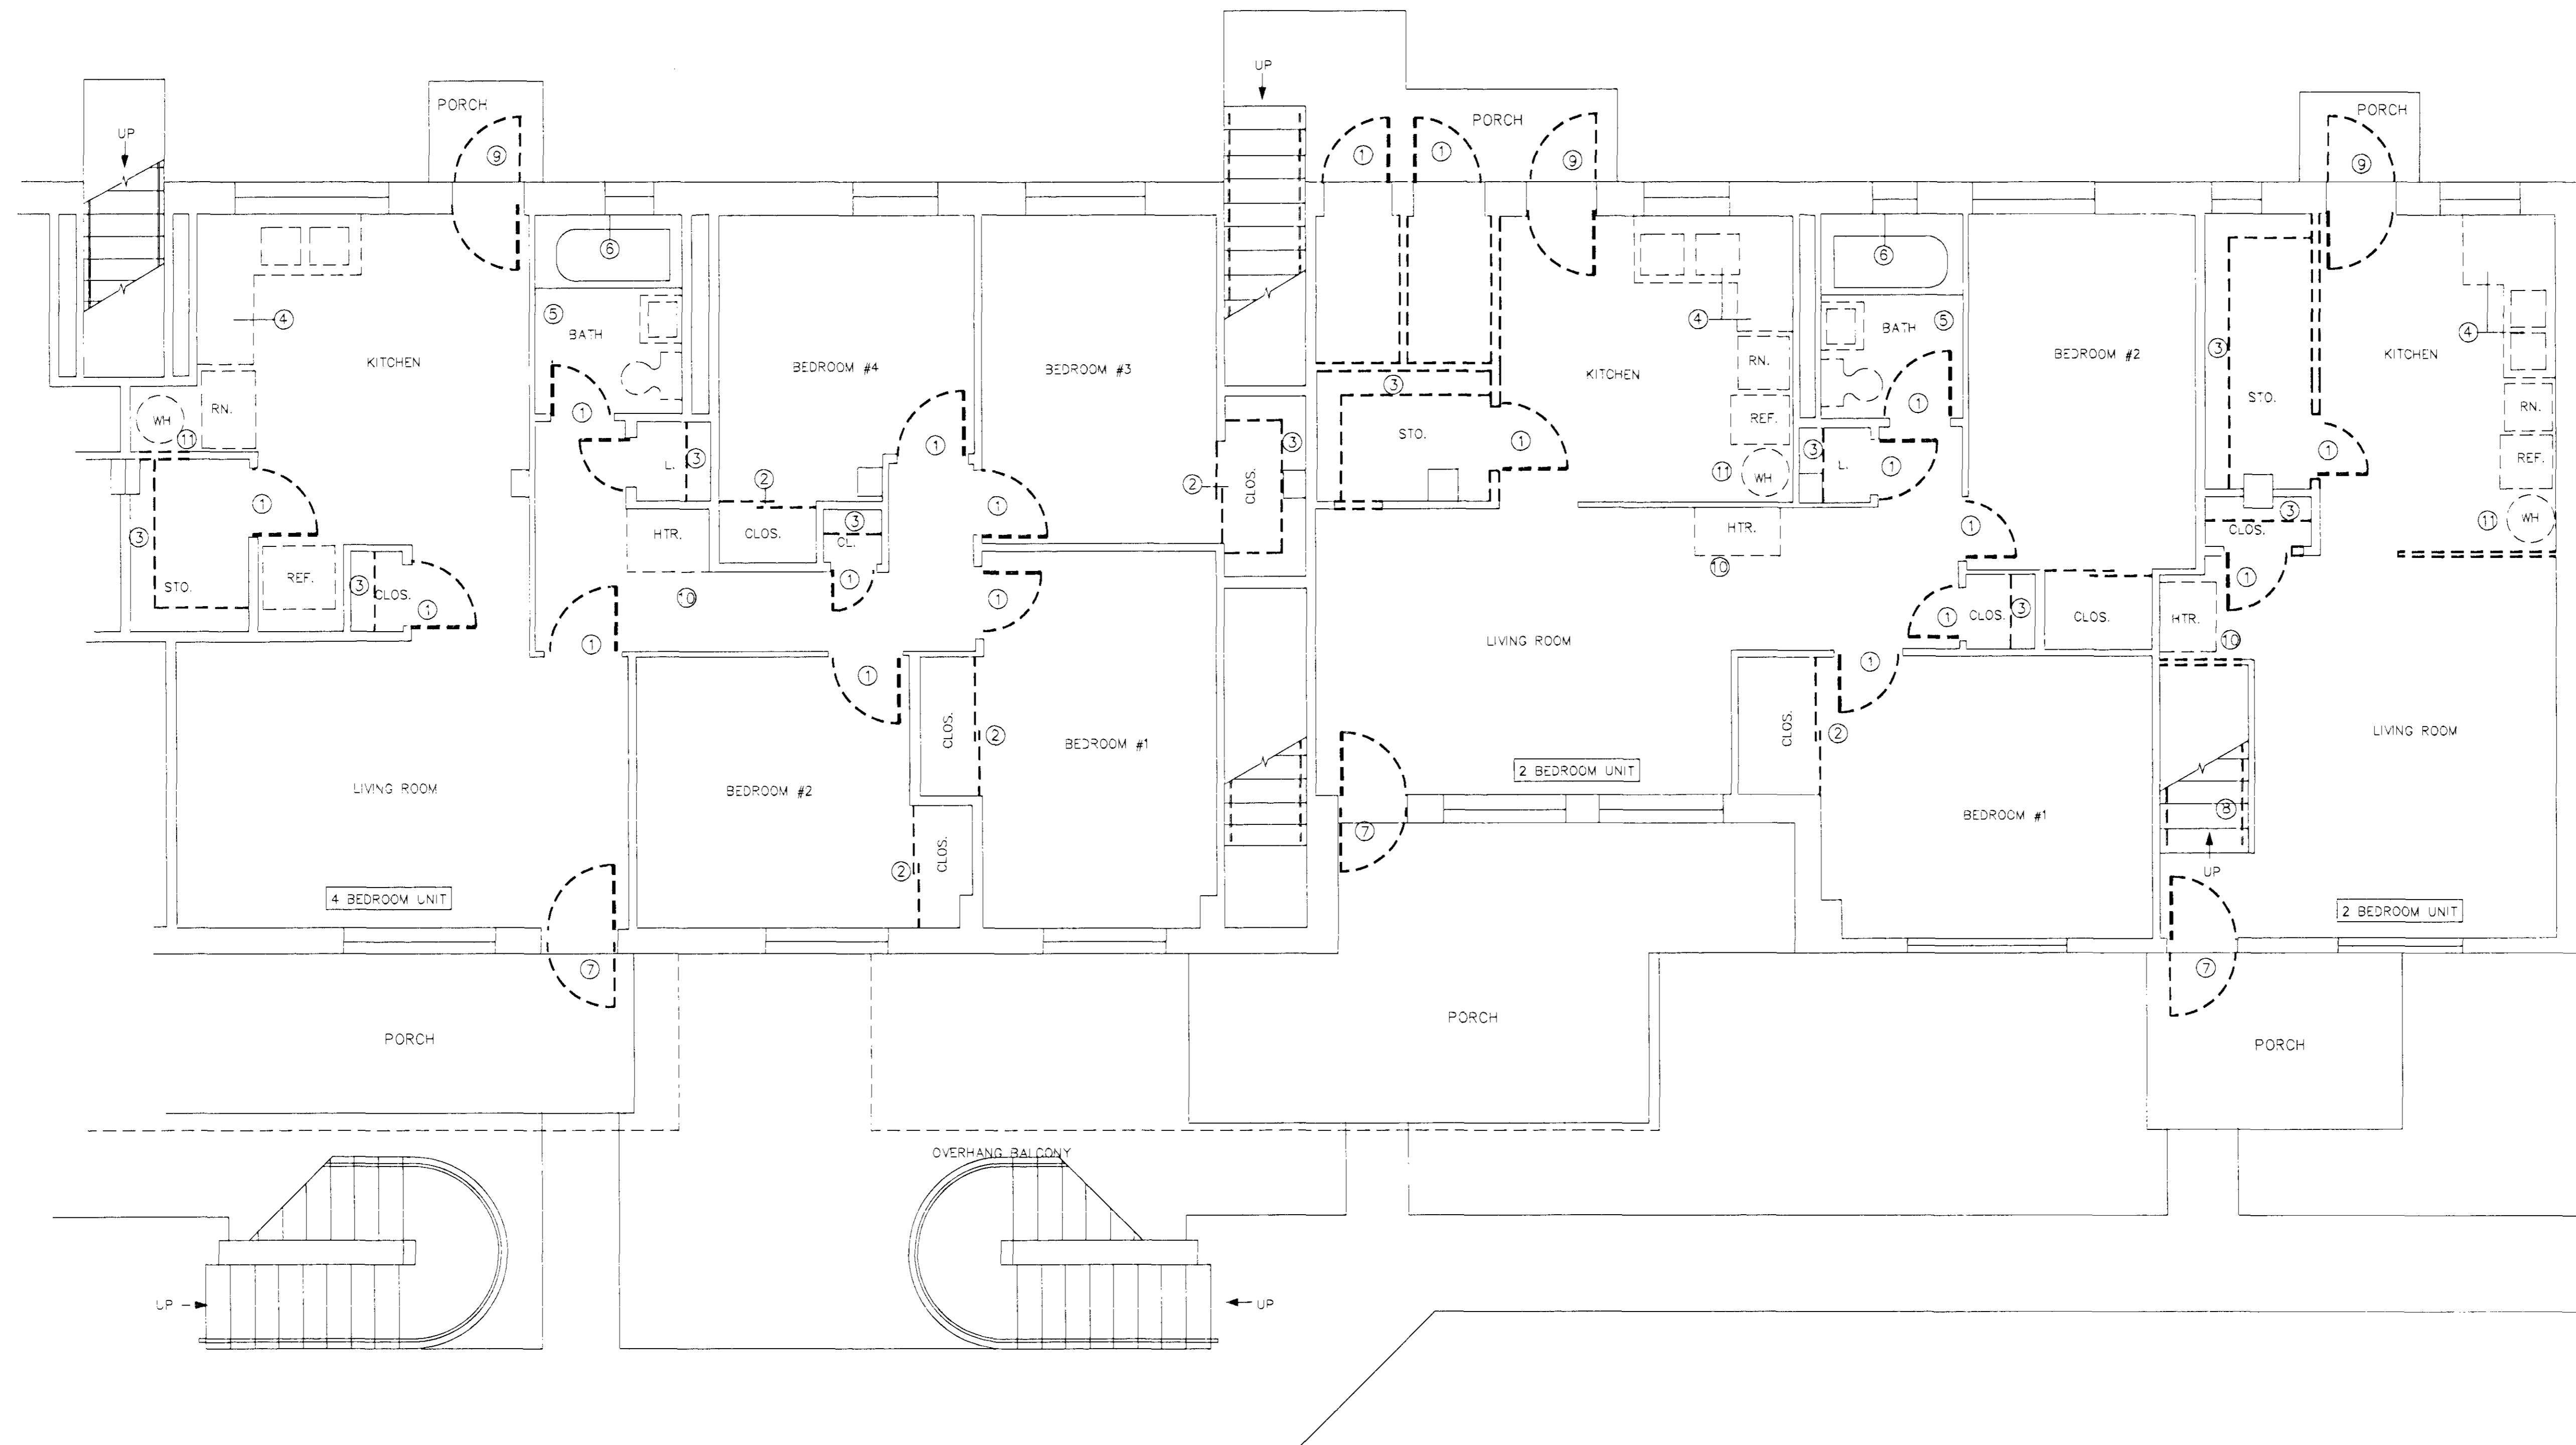 UP
PORCH
9
UP
PORCH
1
1
9
PORCH
9
6
4
5
BATH
KITCHEN
RN.
WH
11
1
1
L.
3
BEDROOM #4
BEDROOM #3
1
2
3
CLOS.
CL.
1
1
HTR.
10
1
3
STO.
REF.
3
CLOS.
1
1
1
1
2
CLOS.
3
3
STO.
1
KITCHEN
4
RN.
REF.
11
WH
6
BATH
5
1
3
L.
1
BEDROOM #2
1
HTR.
10
3
STO.
KITCHEN
4
RN.
REF.
11
WH
1
3
CLOS.
1
HTR.
10
1
CLOS.
3
CLOS.
1
LIVING ROOM
2 BEDROOM UNIT
7
CLOS.
2
BEDROOM #1
8
UP
LIVING ROOM
2 BEDROOM UNIT
7
LIVING ROOM
4 BEDROOM UNIT
7
BEDROOM #2
CLOS.
2
2
CLOS.
BEDROOM #1
PORCH
PORCH
PORCH
OVERHANG BALCONY
UP
UP